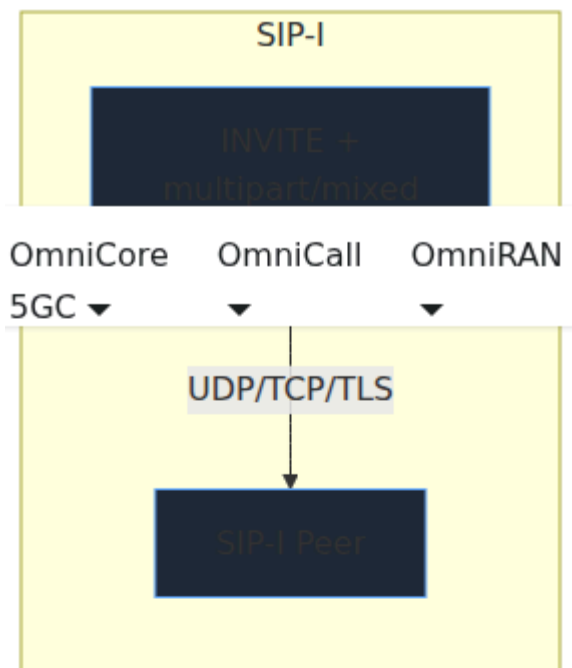 SIP-I
INVITE +
multipart/mixed
OmniCore OmniCall OmniRAN
5GC
UDP/TCP/TLS
SIP-I Peer